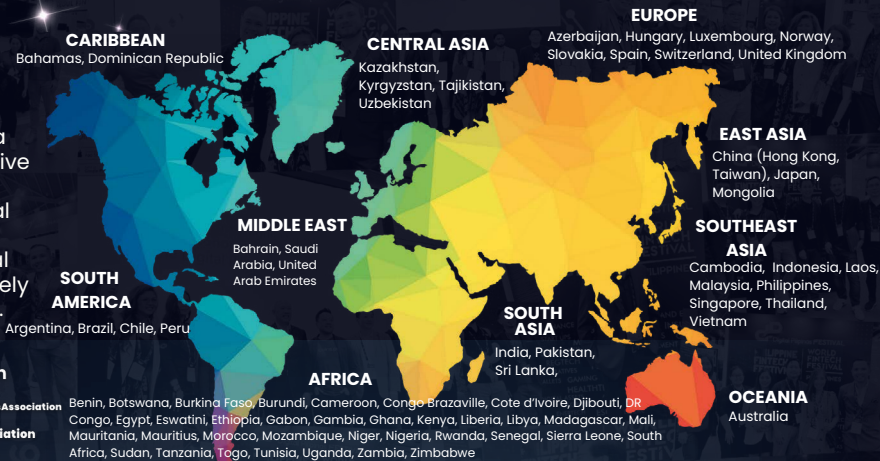 EUROPE
Azerbaijan, Hungary, Luxembourg, Norway,
Slovakia, Spain, Switzerland, United Kingdom
CARIBBEAN
Bahamas, Dominican Republic
CENTRAL ASIA
Kazakhstan,
Kyrgyzstan, Tajikistan,
Uzbekistan
EAST ASIA
China (Hong Kong,
Taiwan), Japan,
Mongolia
MIDDLE EAST
Bahrain, Saudi
Arabia, United
Arab Emirates
SOUTHEAST
ASIA
Cambodia, Indonesia, Laos,
Malaysia, Philippines,
Singapore, Thailand,
Vietnam
SOUTH
AMERICA
Argentina, Brazil, Chile, Peru
SOUTH
ASIA
India, Pakistan,
Sri Lanka,
AFRICA
Benin, Botswana, Burkina Faso, Burundi, Cameroon, Congo Brazaville, Cote d’Ivoire, Djibouti, DR
Congo, Egypt, Eswatini, Ethiopia, Gabon, Gambia, Ghana, Kenya, Liberia, Libya, Madagascar, Mali,
Mauritania, Mauritius, Morocco, Mozambique, Niger, Nigeria, Rwanda, Senegal, Sierra Leone, South
Africa, Sudan, Tanzania, Togo, Tunisia, Uganda, Zambia, Zimbabwe
OCEANIA
Australia
sAssociation
iation